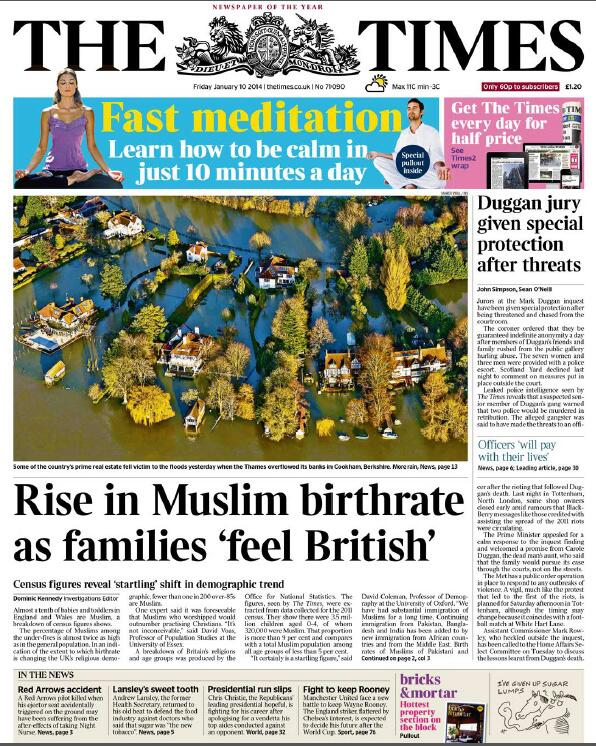 NEWSPAPER OF THE YEAR
THE TIMES
DIEU ET MON DROIT
Friday January 10 2014 | thetimes.co.uk | No 71090
Max 11C min -3C
Only 60p to subscribers
£1.20
Fast meditation
Learn how to be calm in
just 10 minutes a day
Special
pullout
inside
Get The Times
every day for
half price
See
Times2
wrap
Some of the country's prime real estate fell victim to the floods yesterday when the Thames overflowed its banks in Cookham, Berkshire. More rain, News, page 13
Rise in Muslim birthrate
as families 'feel British'
Census figures reveal 'startling' shift in demographic trend
Dominic Kennedy Investigations Editor
Almost a tenth of babies and toddlers in
England and Wales are Muslim, a
breakdown of census figures shows.
The percentage of Muslims among
the under-fives is almost twice as high
as in the general population. In an indi-
cation of the extent to which birthrate
is changing the UK's religious demo-
graphic, fewer than one in 200 over-85s
are Muslim.
One expert said it was foreseeable
that Muslims who worshipped would
outnumber practising Christians. "It's
not inconceivable," said David Voas,
Professor of Population Studies at the
University of Essex.
A breakdown of Britain's religions
and age groups was produced by the
Office for National Statistics. The
figures, seen by The Times, were ex-
tracted from data collected for the 2011
census. They show there were 3.5 mil-
lion children aged 0-4, of whom
320,000 were Muslim. That proportion
is more than 9 per cent and compares
with a total Muslim population among
all age groups of less than 5 per cent.
"It certainly is a startling figure," said
David Coleman, Professor of Demo-
graphy at the University of Oxford. "We
have had substantial immigration of
Muslims for a long time. Continuing
immigration from Pakistan, Bangla-
desh and India has been added to by
new immigration from African coun-
tries and from the Middle East. Birth
rates of Muslims of Pakistani and
Continued on page 2, col 3
Duggan jury
given special
protection
after threats
John Simpson, Sean O'Neill
Jurors at the Mark Duggan inquest
have been given special protection after
being threatened and chased from the
courtroom.
The coroner ordered that they be
guaranteed indefinite anonymity a day
after members of Duggan's friends and
family rushed from the public gallery
hurling abuse. The seven women and
three men were provided with a police
escort. Scotland Yard declined last
night to comment on measures put in
place outside the court.
Leaked police intelligence seen by
The Times reveals that a suspected sen-
ior member of Duggan's gang warned
that two police would be murdered in
retribution. The alleged gangster was
said to have made the threats to an offi-
Officers 'will pay
with their lives'
News, page 6; Leading article, page 30
cer after the rioting that followed Dug-
gan's death. Last night in Tottenham,
North London, some shop owners
closed early amid rumours that Black-
Berry messages like those credited with
assisting the spread of the 2011 riots
were circulating.
The Prime Minister appealed for a
calm response to the inquest finding
and welcomed a promise from Carole
Duggan, the dead man's aunt, who said
that the family would pursue its case
through the courts, not on the streets.
The Met has a public order operation
in place to respond to any outbreaks of
violence. A vigil, much like the protest
that led to the first of the riots, is
planned for Saturday afternoon in Tot-
tenham, although the timing may
change because it coincides with a foot-
ball match at White Hart Lane.
Assistant Commissioner Mark Row-
ley, who heckled outside the inquest,
has been called to the Home Affairs Se-
lect Committee on Tuesday to discuss
the lessons learnt from Duggan's death.
IN THE NEWS
Red Arrows accident
A Red Arrows pilot killed when
his ejector seat accidentally
triggered on the ground may
have been suffering from the
after-effects of taking Night
Nurse. News, page 3
Lansley's sweet tooth
Andrew Lansley, the former
Health Secretary, returned to
his old beat to defend the food
industry against doctors who
said that sugar was "the new
tobacco". News, page 5
Presidential run slips
Chris Christie, the Republicans'
leading presidential hopeful, is
fighting for his career after
apologising for a vendetta his
top aides conducted against
an opponent. World, page 32
Fight to keep Rooney
Manchester United face a new
battle to keep Wayne Rooney.
The England striker, flattered by
Chelsea's interest, is expected
to decide his future after the
World Cup. Sport, page 76
bricks
&mortar
Hottest
property
section on
the block
Pullout
I'VE GIVEN UP SUGAR
LUMPS